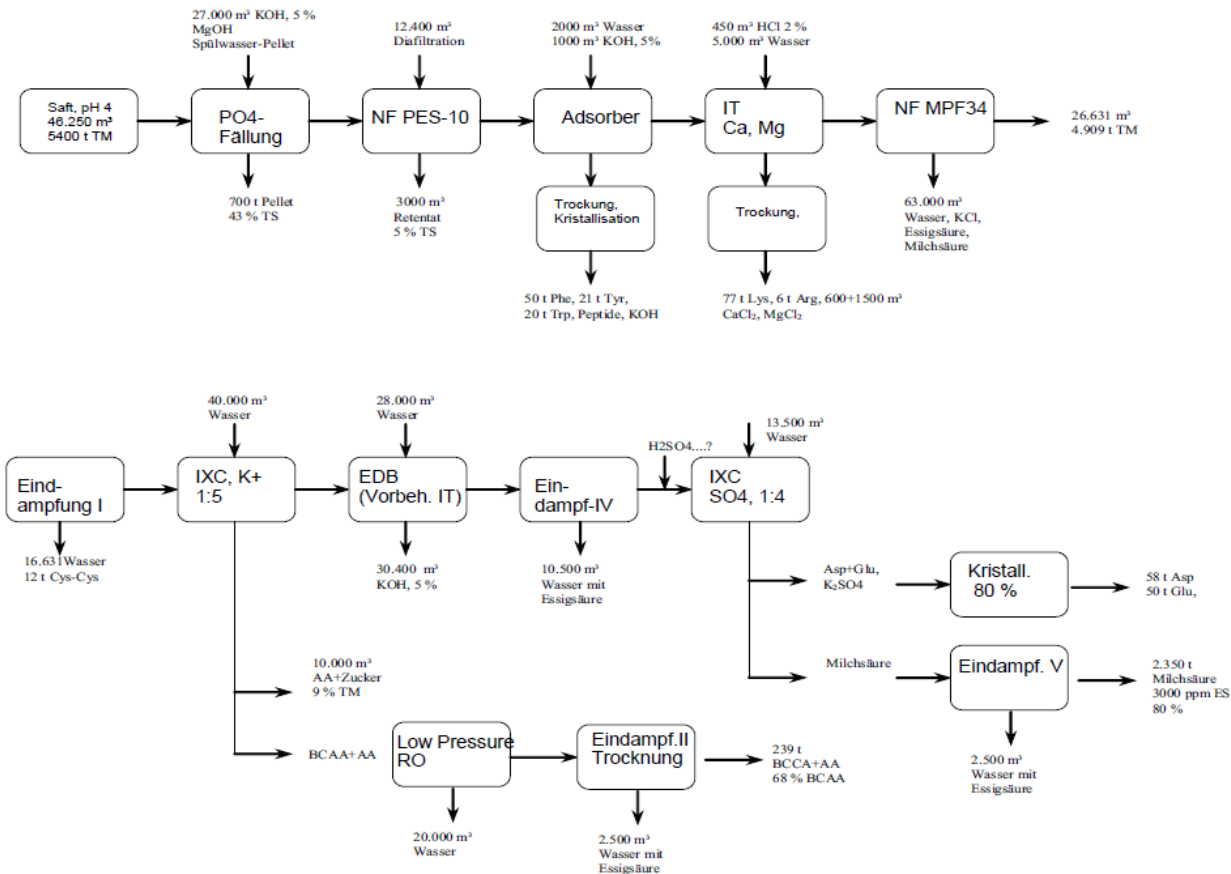 27.000 m³ KOH, 5 %
MgOH
Spülwasser-Pellet
12.400 m³
Diafiltration
2000 m³ Wasser
1000 m³ KOH, 5%
450 m³ HCl 2 %
5.000 m³ Wasser
Saft, pH 4
46.250 m³
5400 t TM
PO4-
Fällung
NF PES-10
Adsorber
IT
Ca, Mg
NF MPF34
26.631 m³
4.909 t TM
700 t Pellet
43 % TS
3000 m³
Retentat
5 % TS
Trockung,
Kristallisation
Trockung,
63.000 m³
Wasser, KCl,
Essigsäure,
Milchsäure
50 t Phe, 21 t Tyr,
20 t Trp, Peptide, KOH
77 t Lys, 6 t Arg, 600+1500 m³
CaCl₂, MgCl₂
40.000 m³
Wasser
28.000 m³
Wasser
H2SO4....?
13.500 m³
Wasser
Eind-
ampfung I
IXC, K+
1:5
EDB
(Vorbeh. IT)
Ein-
dampf-IV
IXC
SO4, 1:4
16.631Wasser
12 t Cys-Cys
30.400 m³
KOH, 5 %
10.500 m³
Wasser mit
Essigsäure
Asp+Glu,
K₂SO4
Kristall.
80 %
58 t Asp
50 t Glu,
10.000 m³
AA+Zucker
9 % TM
Milchsäure
Eindampf. V
2.350 t
Milchsäure
3000 ppm ES
80 %
BCAA+AA
Low Pressure
RO
Eindampf.II
Trocknung
239 t
BCCA+AA
68 % BCAA
2.500 m³
Wasser mit
Essigsäure
20.000 m³
Wasser
2.500 m³
Wasser mit
Essigsäure